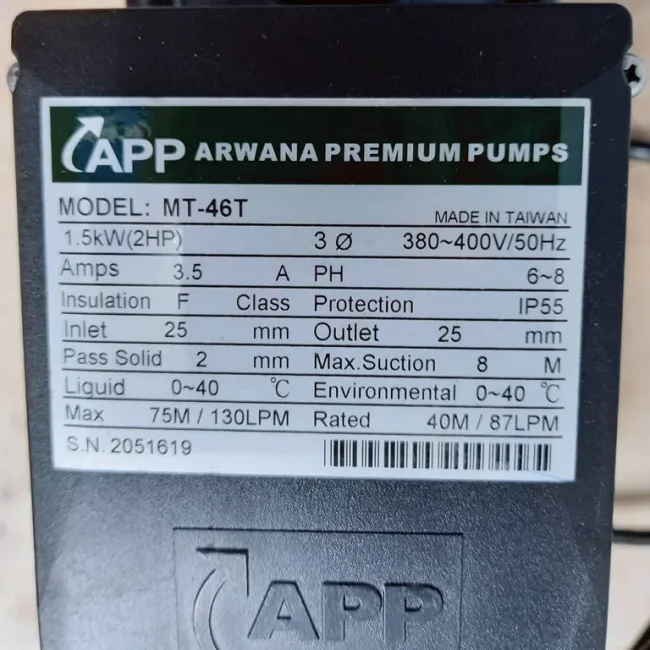 APP ARWANA PREMIUM PUMPS
MODEL: MT-46T MADE IN TAIWAN
1.5kW(2HP) 3 Ø 380~400V/50Hz
Amps 3.5 A PH 6~8
Insulation F Class Protection IP55
Inlet 25 mm Outlet 25 mm
Pass Solid 2 mm Max.Suction 8 M
Liquid 0~40 ℃ Environmental 0~40 ℃
Max 75M / 130LPM Rated 40M / 87LPM
S.N. 2051619
APP